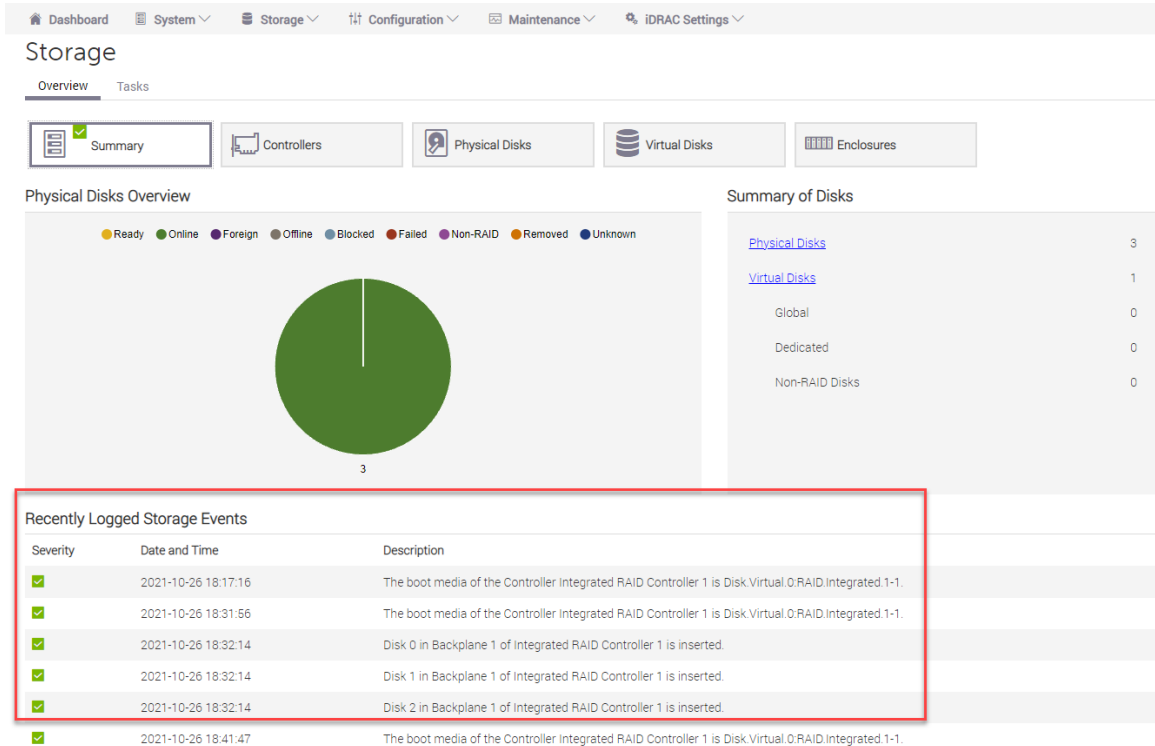 Dashboard System Storage Configuration Maintenance iDRAC Settings
Storage
Overview Tasks
Summary Controllers Physical Disks Virtual Disks Enclosures
Physical Disks Overview
Ready Online Foreign Offline Blocked Failed Non-RAID Removed Unknown
3
Summary of Disks
Physical Disks 3
Virtual Disks 1
Global 0
Dedicated 0
Non-RAID Disks 0
Recently Logged Storage Events
Severity Date and Time Description
2021-10-26 18:17:16 The boot media of the Controller Integrated RAID Controller 1 is Disk.Virtual.0:RAID.Integrated.1-1.
2021-10-26 18:31:56 The boot media of the Controller Integrated RAID Controller 1 is Disk.Virtual.0:RAID.Integrated.1-1.
2021-10-26 18:32:14 Disk 0 in Backplane 1 of Integrated RAID Controller 1 is inserted.
2021-10-26 18:32:14 Disk 1 in Backplane 1 of Integrated RAID Controller 1 is inserted.
2021-10-26 18:32:14 Disk 2 in Backplane 1 of Integrated RAID Controller 1 is inserted.
2021-10-26 18:41:47 The boot media of the Controller Integrated RAID Controller 1 is Disk.Virtual.0:RAID.Integrated.1-1.